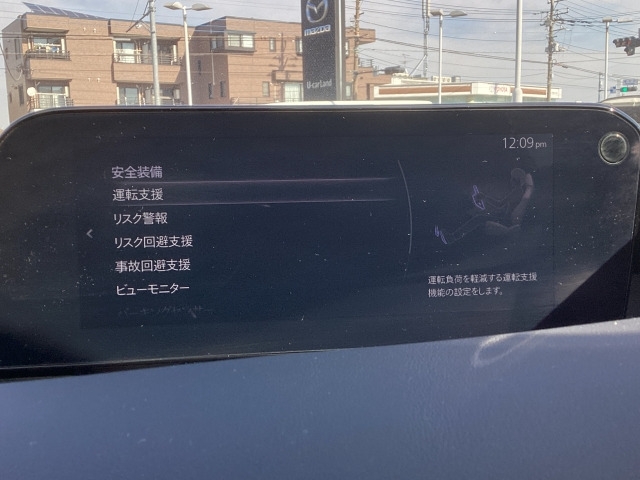 mazda
U-carLand
12:09pm
安全装備
運転支援
リスク警報
リスク回避支援
事故回避支援
ビューモニター
運転負荷を軽減する運転支援
機能の設定をします。